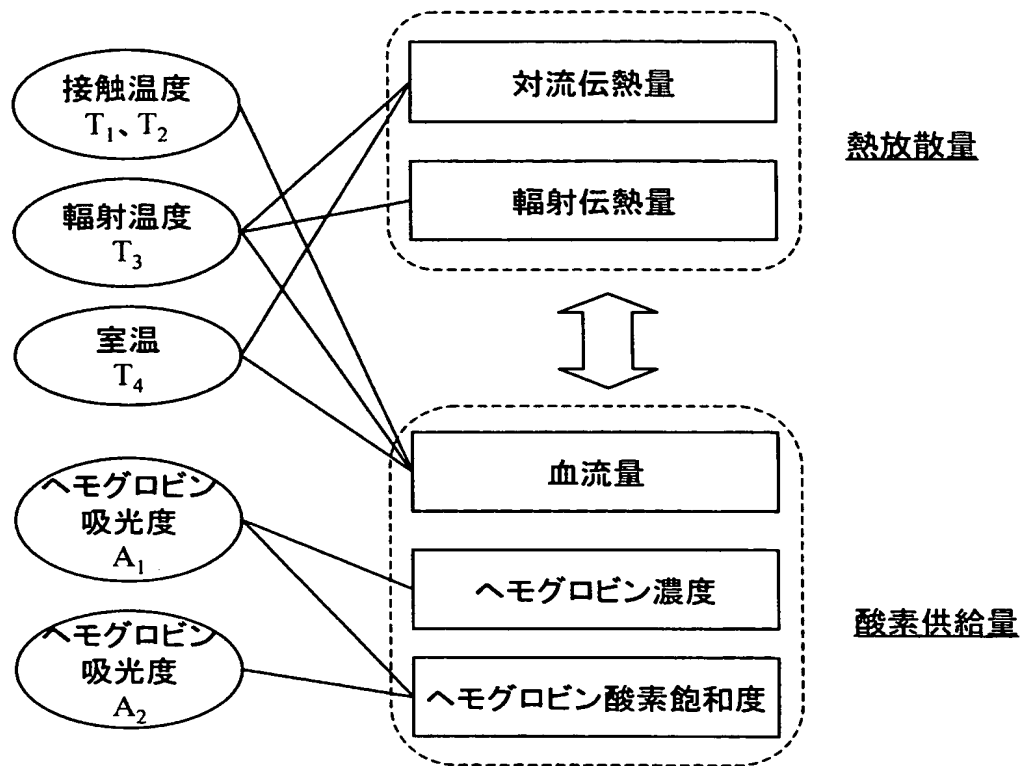 接触温度
T1、T2
輻射温度
T3
室温
T4
ヘモグロビン
吸光度
A1
ヘモグロビン
吸光度
A2
対流伝熱量
輻射伝熱量
熱放散量
血流量
ヘモグロビン濃度
ヘモグロビン酸素飽和度
酸素供給量